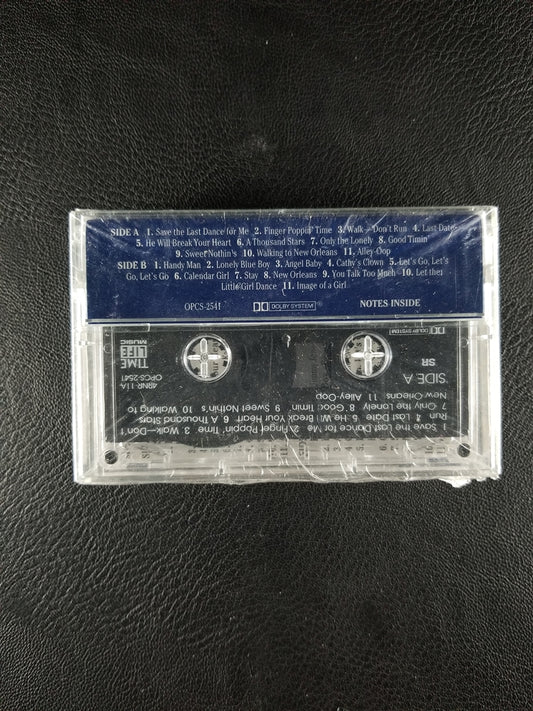 SIDE A 1. Save the Last Dance for Me 2. Finger Poppin' Time 3. Walk—Don't Run 4. Last Date
5. He Will Break Your Heart 6. A Thousand Stars 7. Only the Lonely 8. Good Timin'
9. Sweet Nothin's 10. Walking to New Orleans 11. Alley-Oop
SIDE B 1. Handy Man 2. Lonely Blue Boy 3. Angel Baby 4. Cathy's Clown 5. Let's Go, Let's
Go, Let's Go 6. Calendar Girl 7. Stay 8. New Orleans 9. You Talk Too Much 10. Let the
Little Girl Dance 11. Image of a Girl
OPCS-2541 DOLBY SYSTEM® NOTES INSIDE
1 Save the Last Dance for Me 2 Finger Poppin' Time 3 Walk—Don't
Run 4 Last Date 5 He Will Break Your Heart 6 A Thousand Stars
7 Only the Lonely 8 Good Timin' 9 Sweet Nothin's 10 Walking to
New Orleans 11 Alley-Oop
SIDE A
SR
DOLBY SYSTEM
4RNR-11A
OPCS-2541
TIME
LIFE
MUSIC